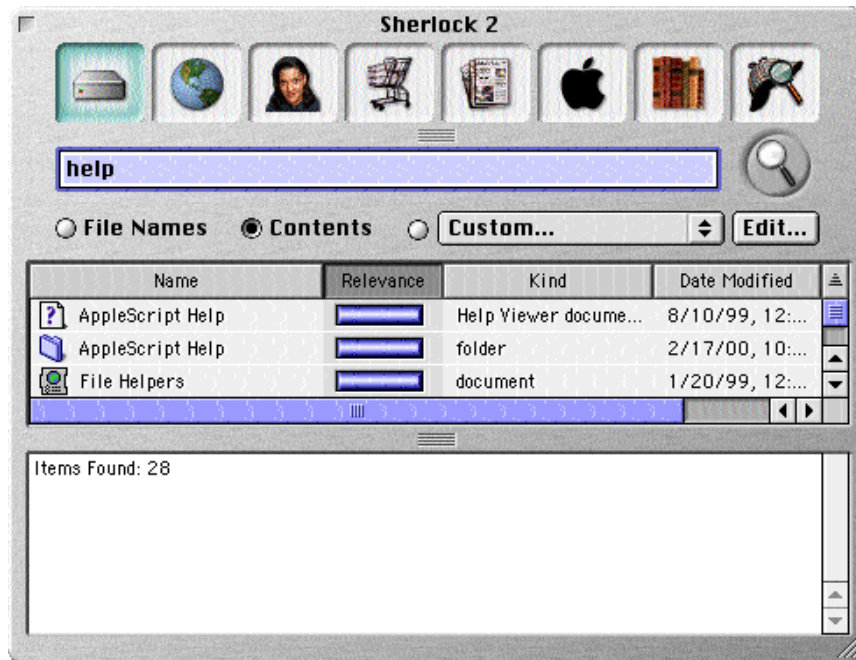 Sherlock 2
help
File Names Contents Custom... Edit...
Name Relevance Kind Date Modified
AppleScript Help Help Viewer docume... 8/10/99, 12:...
AppleScript Help folder 2/17/00, 10:...
File Helpers document 1/20/99, 12:...
Items Found: 28